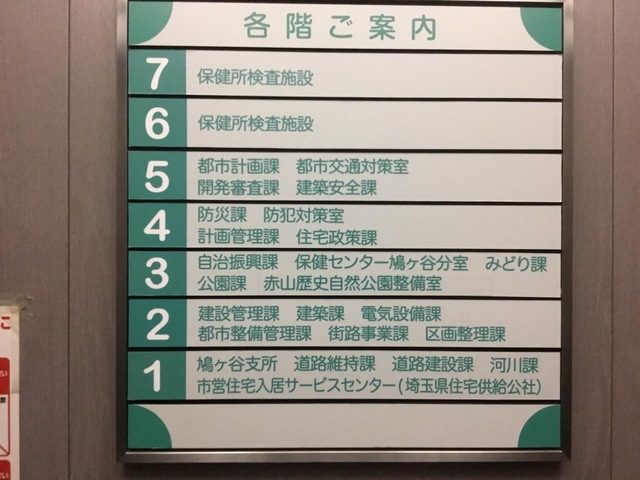 各階ご案内
7 保健所検査施設
6 保健所検査施設
5 都市計画課 都市交通対策室
開発審査課 建築安全課
4 防災課 防犯対策室
計画管理課 住宅政策課
3 自治振興課 保健センター鳩ヶ谷分室 みどり課
公園課 赤山歴史自然公園整備室
2 建設管理課 建築課 電気設備課
都市整備管理課 街路事業課 区画整理課
1 鳩ヶ谷支所 道路維持課 道路建設課 河川課
市営住宅入居サービスセンター(埼玉県住宅供給公社)